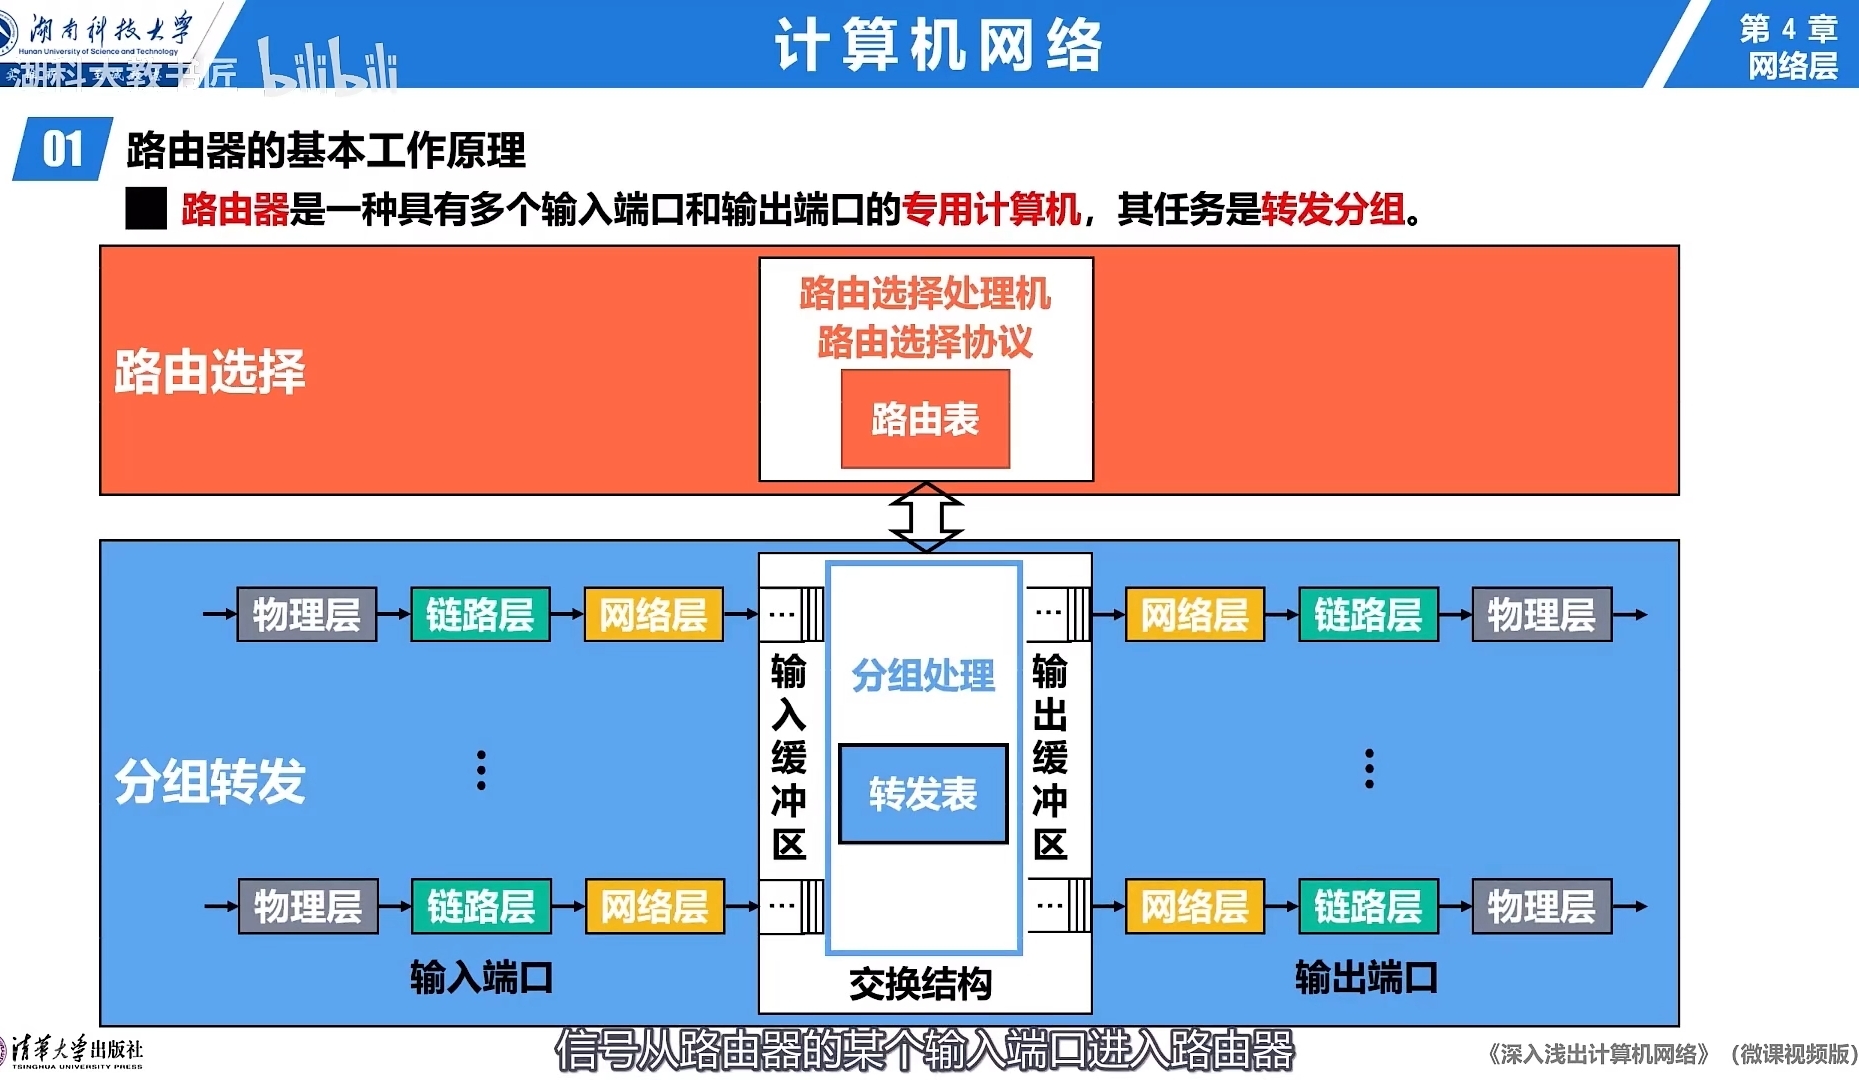 湖南科技大学
Hunan University of Science and Technology
湖科大教书匠 bilibili
计算机网络
第 4 章
网络层
01 路由器的基本工作原理
路由器是一种具有多个输入端口和输出端口的专用计算机，其任务是转发分组。
路由选择
路由选择处理机
路由选择协议
路由表
分组转发
物理层 链路层 网络层 … … 网络层 链路层 物理层
输入缓冲区
分组处理
转发表
输出缓冲区
物理层 链路层 网络层 … … 网络层 链路层 物理层
输入端口
交换结构
输出端口
信号从路由器的某个输入端口进入路由器
清华大学出版社
TSINGHUA UNIVERSITY PRESS
《深入浅出计算机网络》（微课视频版）